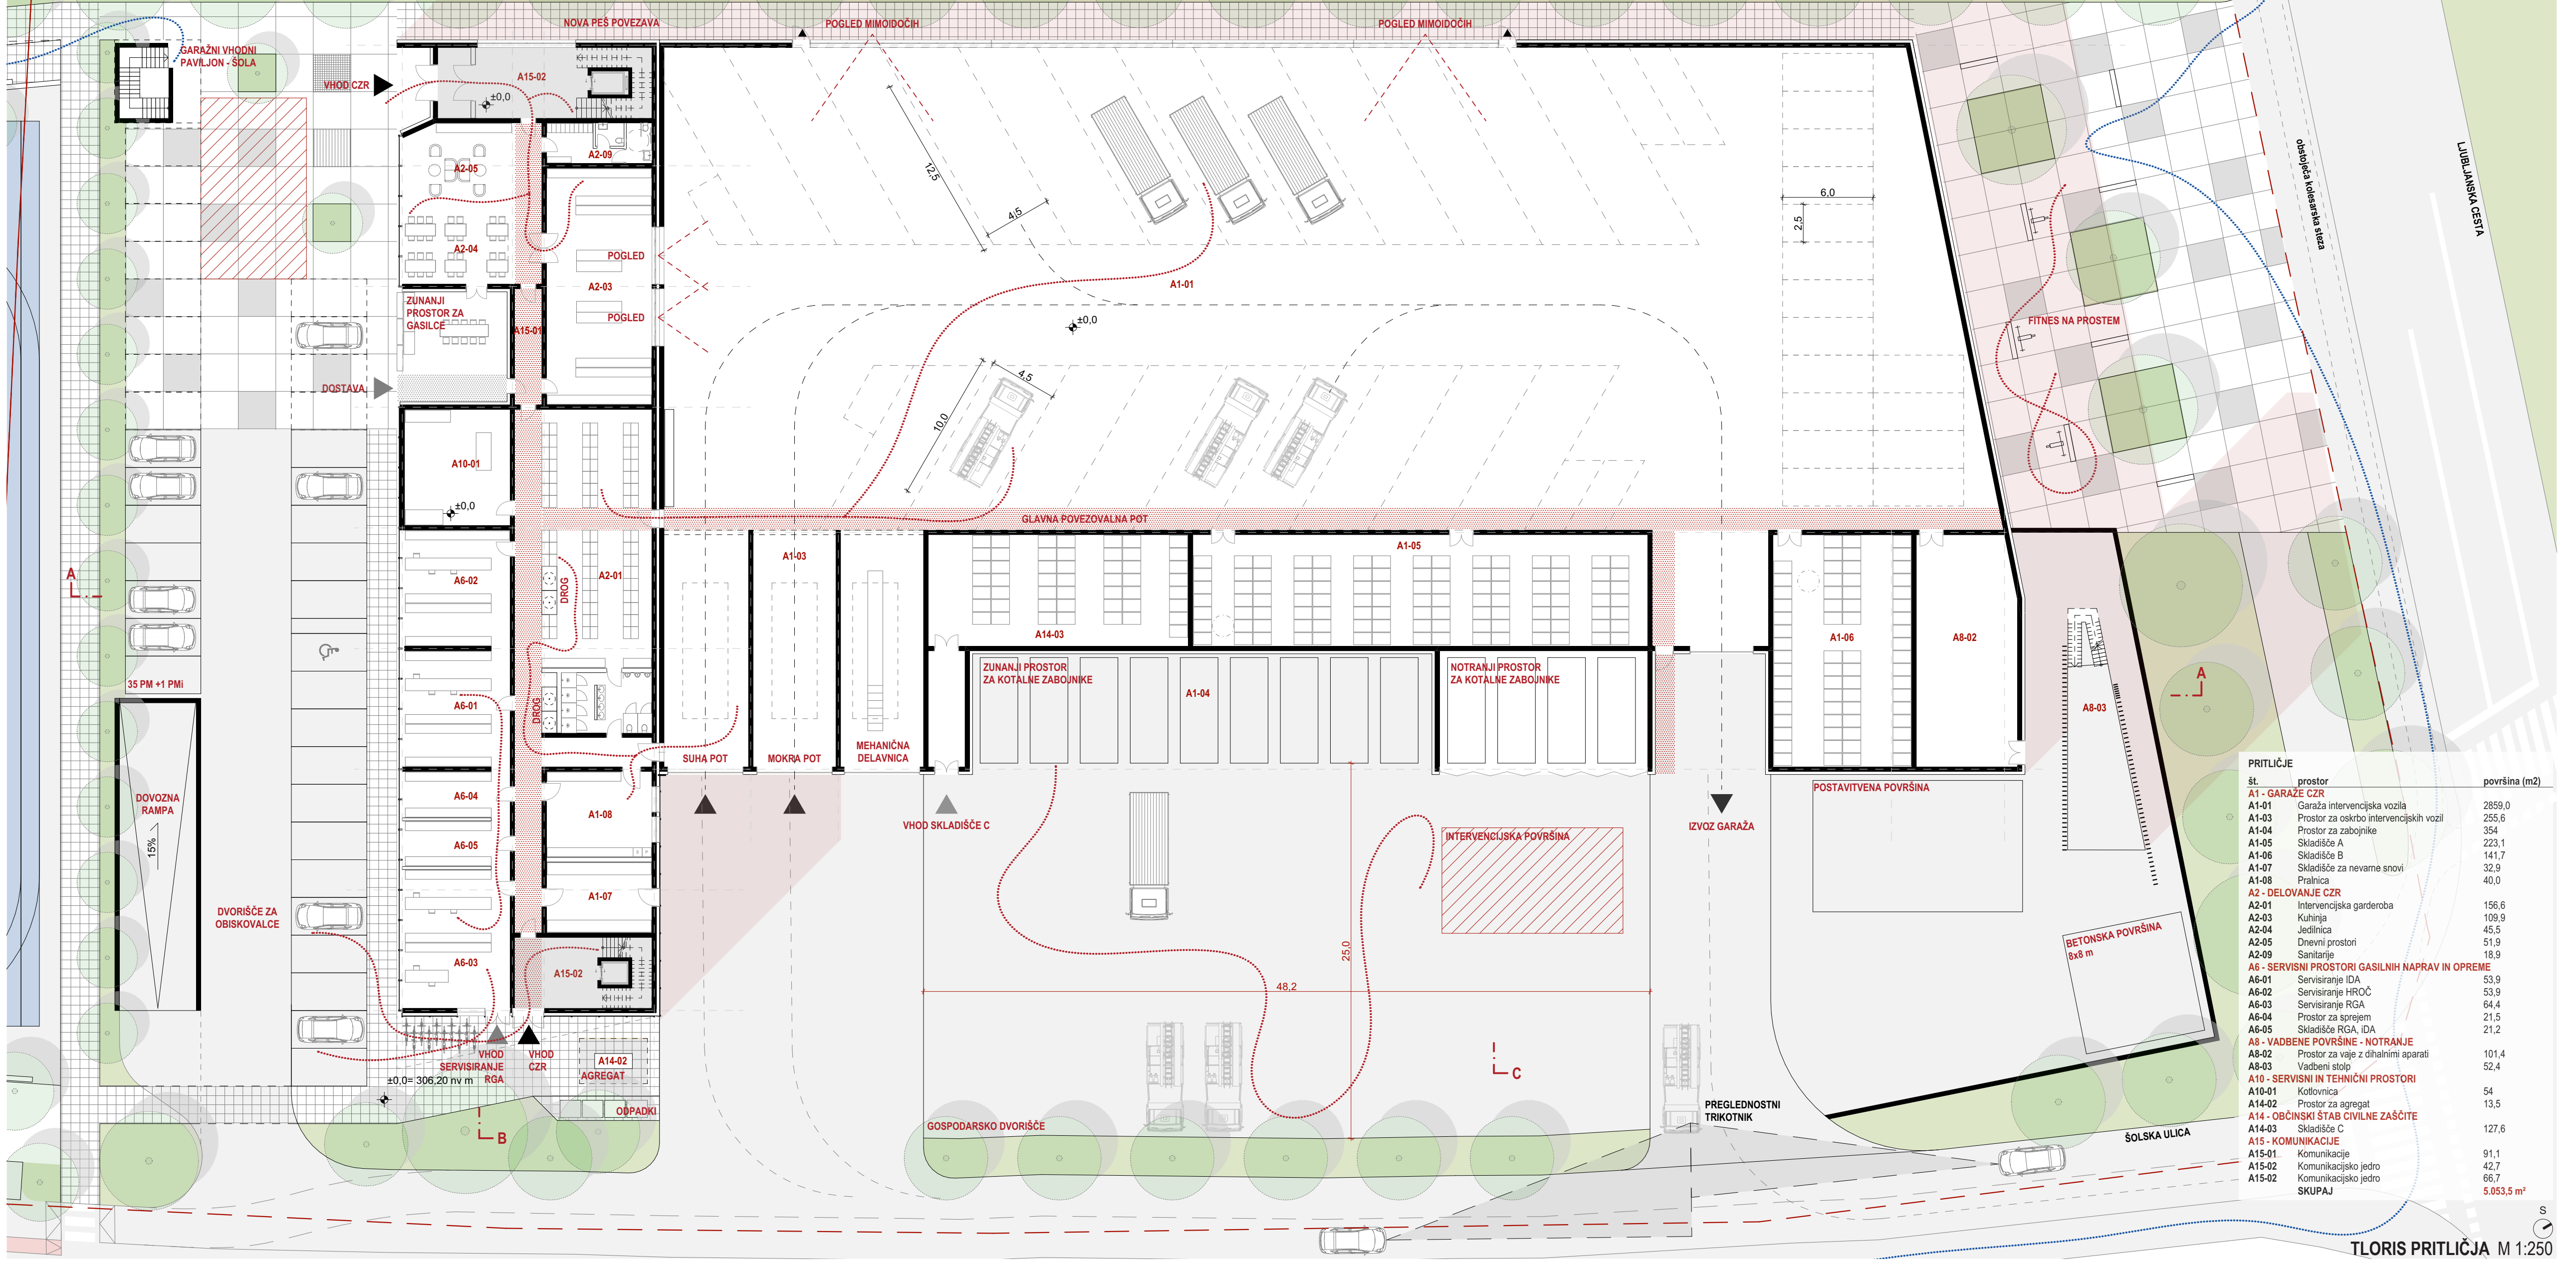 NOVA PEŠ POVEZAVA
POGLED MIMOIDOČIH
POGLED MIMOIDOČIH
GARAŽNI VHODNI
PAVILJON - ŠOLA
VHOD CZR
A15-02
±0,0
A2-09
A2-05
A2-04
A2-03
POGLED
POGLED
ZUNANJI
PROSTOR ZA
GASILCE
A15-01
DOSTAVA
12,5
4,5
A1-01
±0,0
6,0
2,5
4,5
10,0
obstoječa kolesarska steza
LJUBLJANSKA CESTA
FITNES NA PROSTEM
A10-01
±0,0
GLAVNA POVEZOVALNA POT
A
A6-02
DROG
A2-01
A1-03
A1-05
A14-03
A1-06
A8-02
35 PM +1 PMi
A6-01
DROG
ZUNANJI PROSTOR
ZA KOTALNE ZABOJNIKE
A1-04
NOTRANJI PROSTOR
ZA KOTALNE ZABOJNIKE
A8-03
A
SUHA POT
MOKRA POT
MEHANIČNA
DELAVNICA
DOVOZNA
RAMPA
15%
A6-04
A1-08
A6-05
VHOD SKLADIŠČE C
INTERVENCIJSKA POVRŠINA
IZVOZ GARAŽA
POSTAVITVENA POVRŠINA
A1-07
DVORIŠČE ZA
OBISKOVALCE
A6-03
A15-02
25,0
48,2
BETONSKA POVRŠINA
8x8 m
VHOD
SERVISIRANJE
RGA
VHOD
CZR
A14-02
AGREGAT
±0,0= 306,20 nv m
ODPADKI
B
C
GOSPODARSKO DVORIŠČE
PREGLEDNOSTNI
TRIKOTNIK
ŠOLSKA ULICA
PRITLIČJE
št. prostor površina (m2)
A1 - GARAŽE CZR
A1-01 Garaža intervencijska vozila 2859,0
A1-03 Prostor za oskrbo intervencijskih vozil 255,6
A1-04 Prostor za zabojnike 354
A1-05 Skladišče A 223,1
A1-06 Skladišče B 141,7
A1-07 Skladišče za nevarne snovi 32,9
A1-08 Pralnica 40,0
A2 - DELOVANJE CZR
A2-01 Intervencijska garderoba 156,6
A2-03 Kuhinja 109,9
A2-04 Jedilnica 45,5
A2-05 Dnevni prostori 51,9
A2-09 Sanitarije 18,9
A6 - SERVISNI PROSTORI GASILNIH NAPRAV IN OPREME
A6-01 Servisiranje IDA 53,9
A6-02 Servisiranje HROČ 53,9
A6-03 Servisiranje RGA 64,4
A6-04 Prostor za sprejem 21,5
A6-05 Skladišče RGA, iDA 21,2
A8 - VADBENE POVRŠINE - NOTRANJE
A8-02 Prostor za vaje z dihalnimi aparati 101,4
A8-03 Vadbeni stolp 52,4
A10 - SERVISNI IN TEHNIČNI PROSTORI
A10-01 Kotlovnica 54
A14-02 Prostor za agregat 13,5
A14 - OBČINSKI ŠTAB CIVILNE ZAŠČITE
A14-03 Skladišče C 127,6
A15 - KOMUNIKACIJE
A15-01 Komunikacije 91,1
A15-02 Komunikacijsko jedro 42,7
A15-02 Komunikacijsko jedro 66,7
SKUPAJ 5.053,5 m²
S
TLORIS PRITLIČJA M 1:250